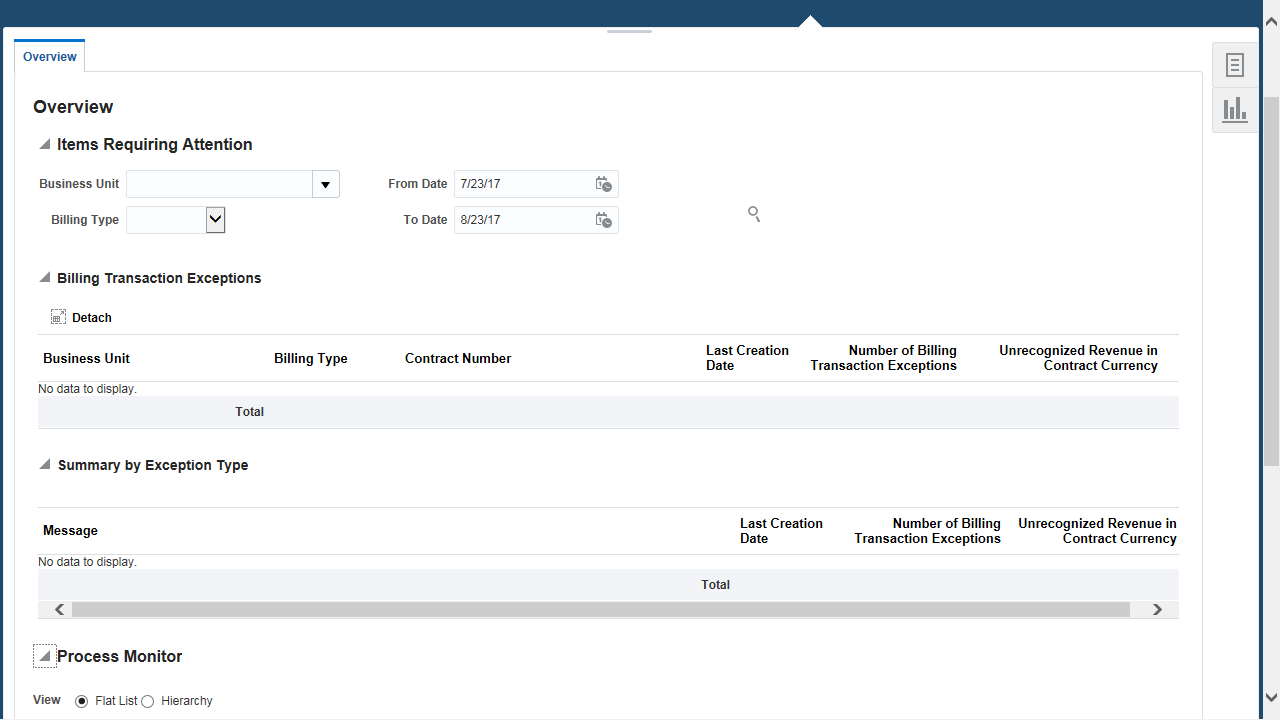 Overview
Overview
Items Requiring Attention
Business Unit
From Date 7/23/17
Billing Type
To Date 8/23/17
Billing Transaction Exceptions
Detach
Business Unit
Billing Type
Contract Number
Last Creation
Date
Number of Billing
Transaction Exceptions
Unrecognized Revenue in
Contract Currency
No data to display.
Total
Summary by Exception Type
Message
Last Creation
Date
Number of Billing
Transaction Exceptions
Unrecognized Revenue in
Contract Currency
No data to display.
Total
Process Monitor
View Flat List Hierarchy